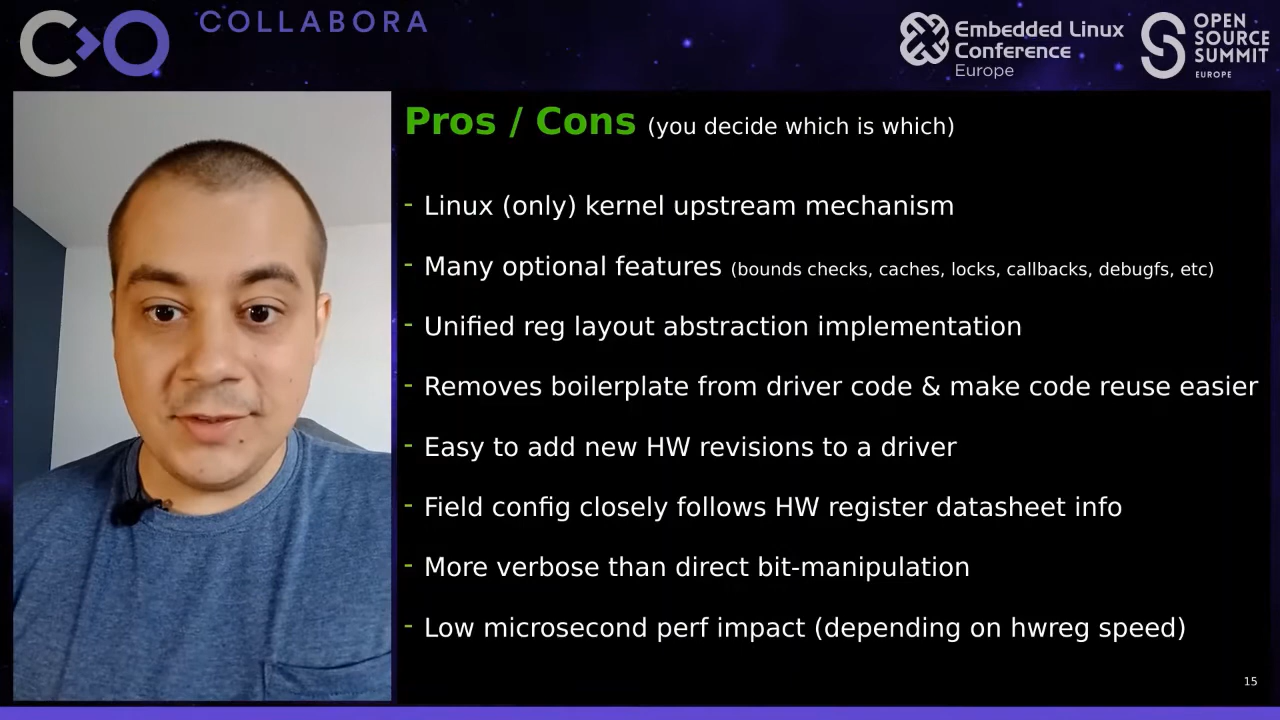 COLLABORA
Embedded Linux
Conference
Europe
OPEN
SOURCE
SUMMIT
EUROPE
Pros / Cons (you decide which is which)
- Linux (only) kernel upstream mechanism
- Many optional features (bounds checks, caches, locks, callbacks, debugfs, etc)
- Unified reg layout abstraction implementation
- Removes boilerplate from driver code & make code reuse easier
- Easy to add new HW revisions to a driver
- Field config closely follows HW register datasheet info
- More verbose than direct bit-manipulation
- Low microsecond perf impact (depending on hwreg speed)
15